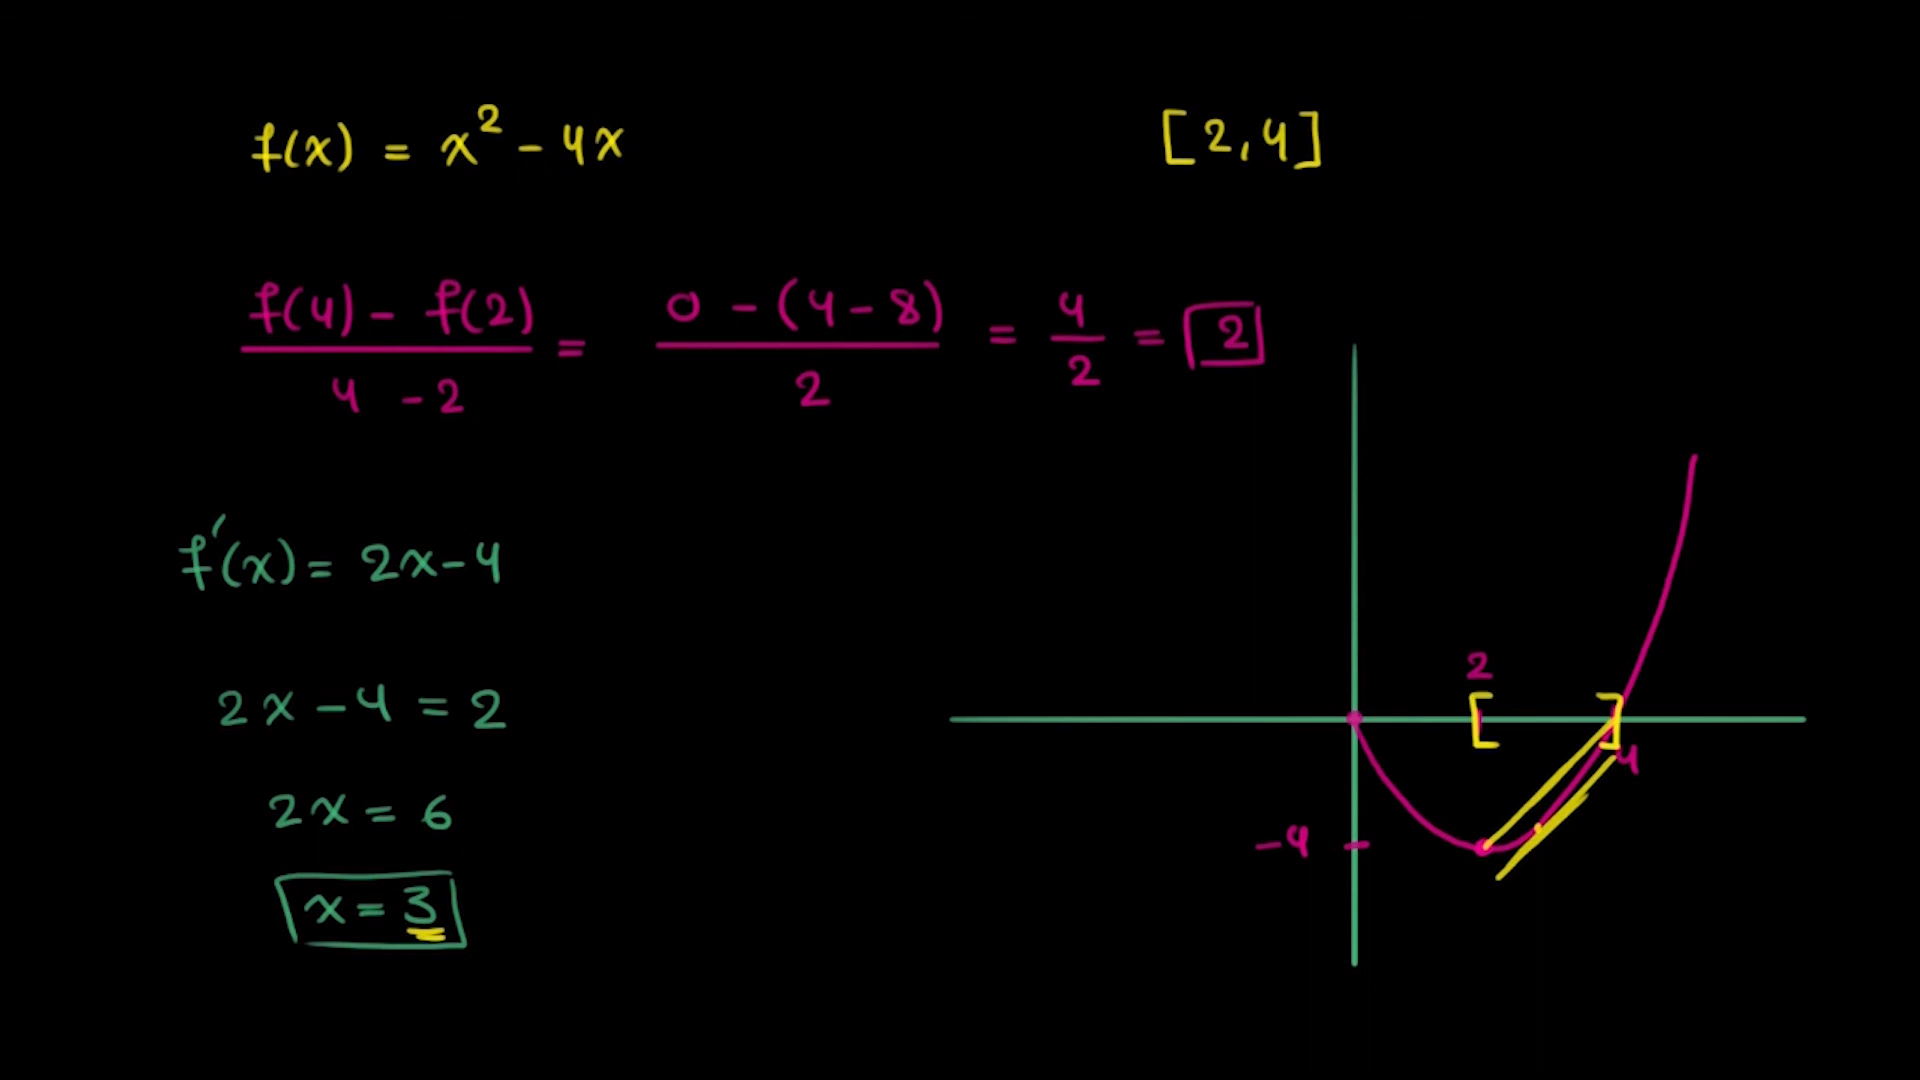 f(x) = x² - 4x [2,4]
f(4) - f(2) / 4 - 2 = 0 - (4 - 8) / 2 = 4 / 2 = 2
f'(x) = 2x - 4
2x - 4 = 2
2x = 6
x = 3
2
4
-4